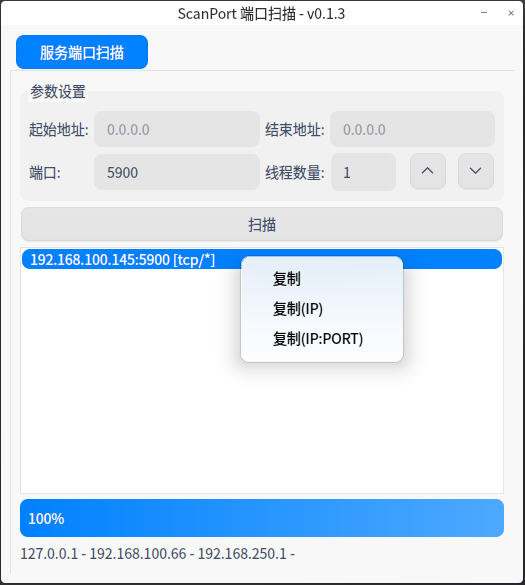 ScanPort 端口扫描 - v0.1.3
服务端口扫描
参数设置
起始地址: 0.0.0.0 结束地址: 0.0.0.0
端口: 5900 线程数量: 1
扫描
192.168.100.145:5900 [tcp/*]
复制
复制(IP)
复制(IP:PORT)
100%
127.0.0.1 - 192.168.100.66 - 192.168.250.1 -